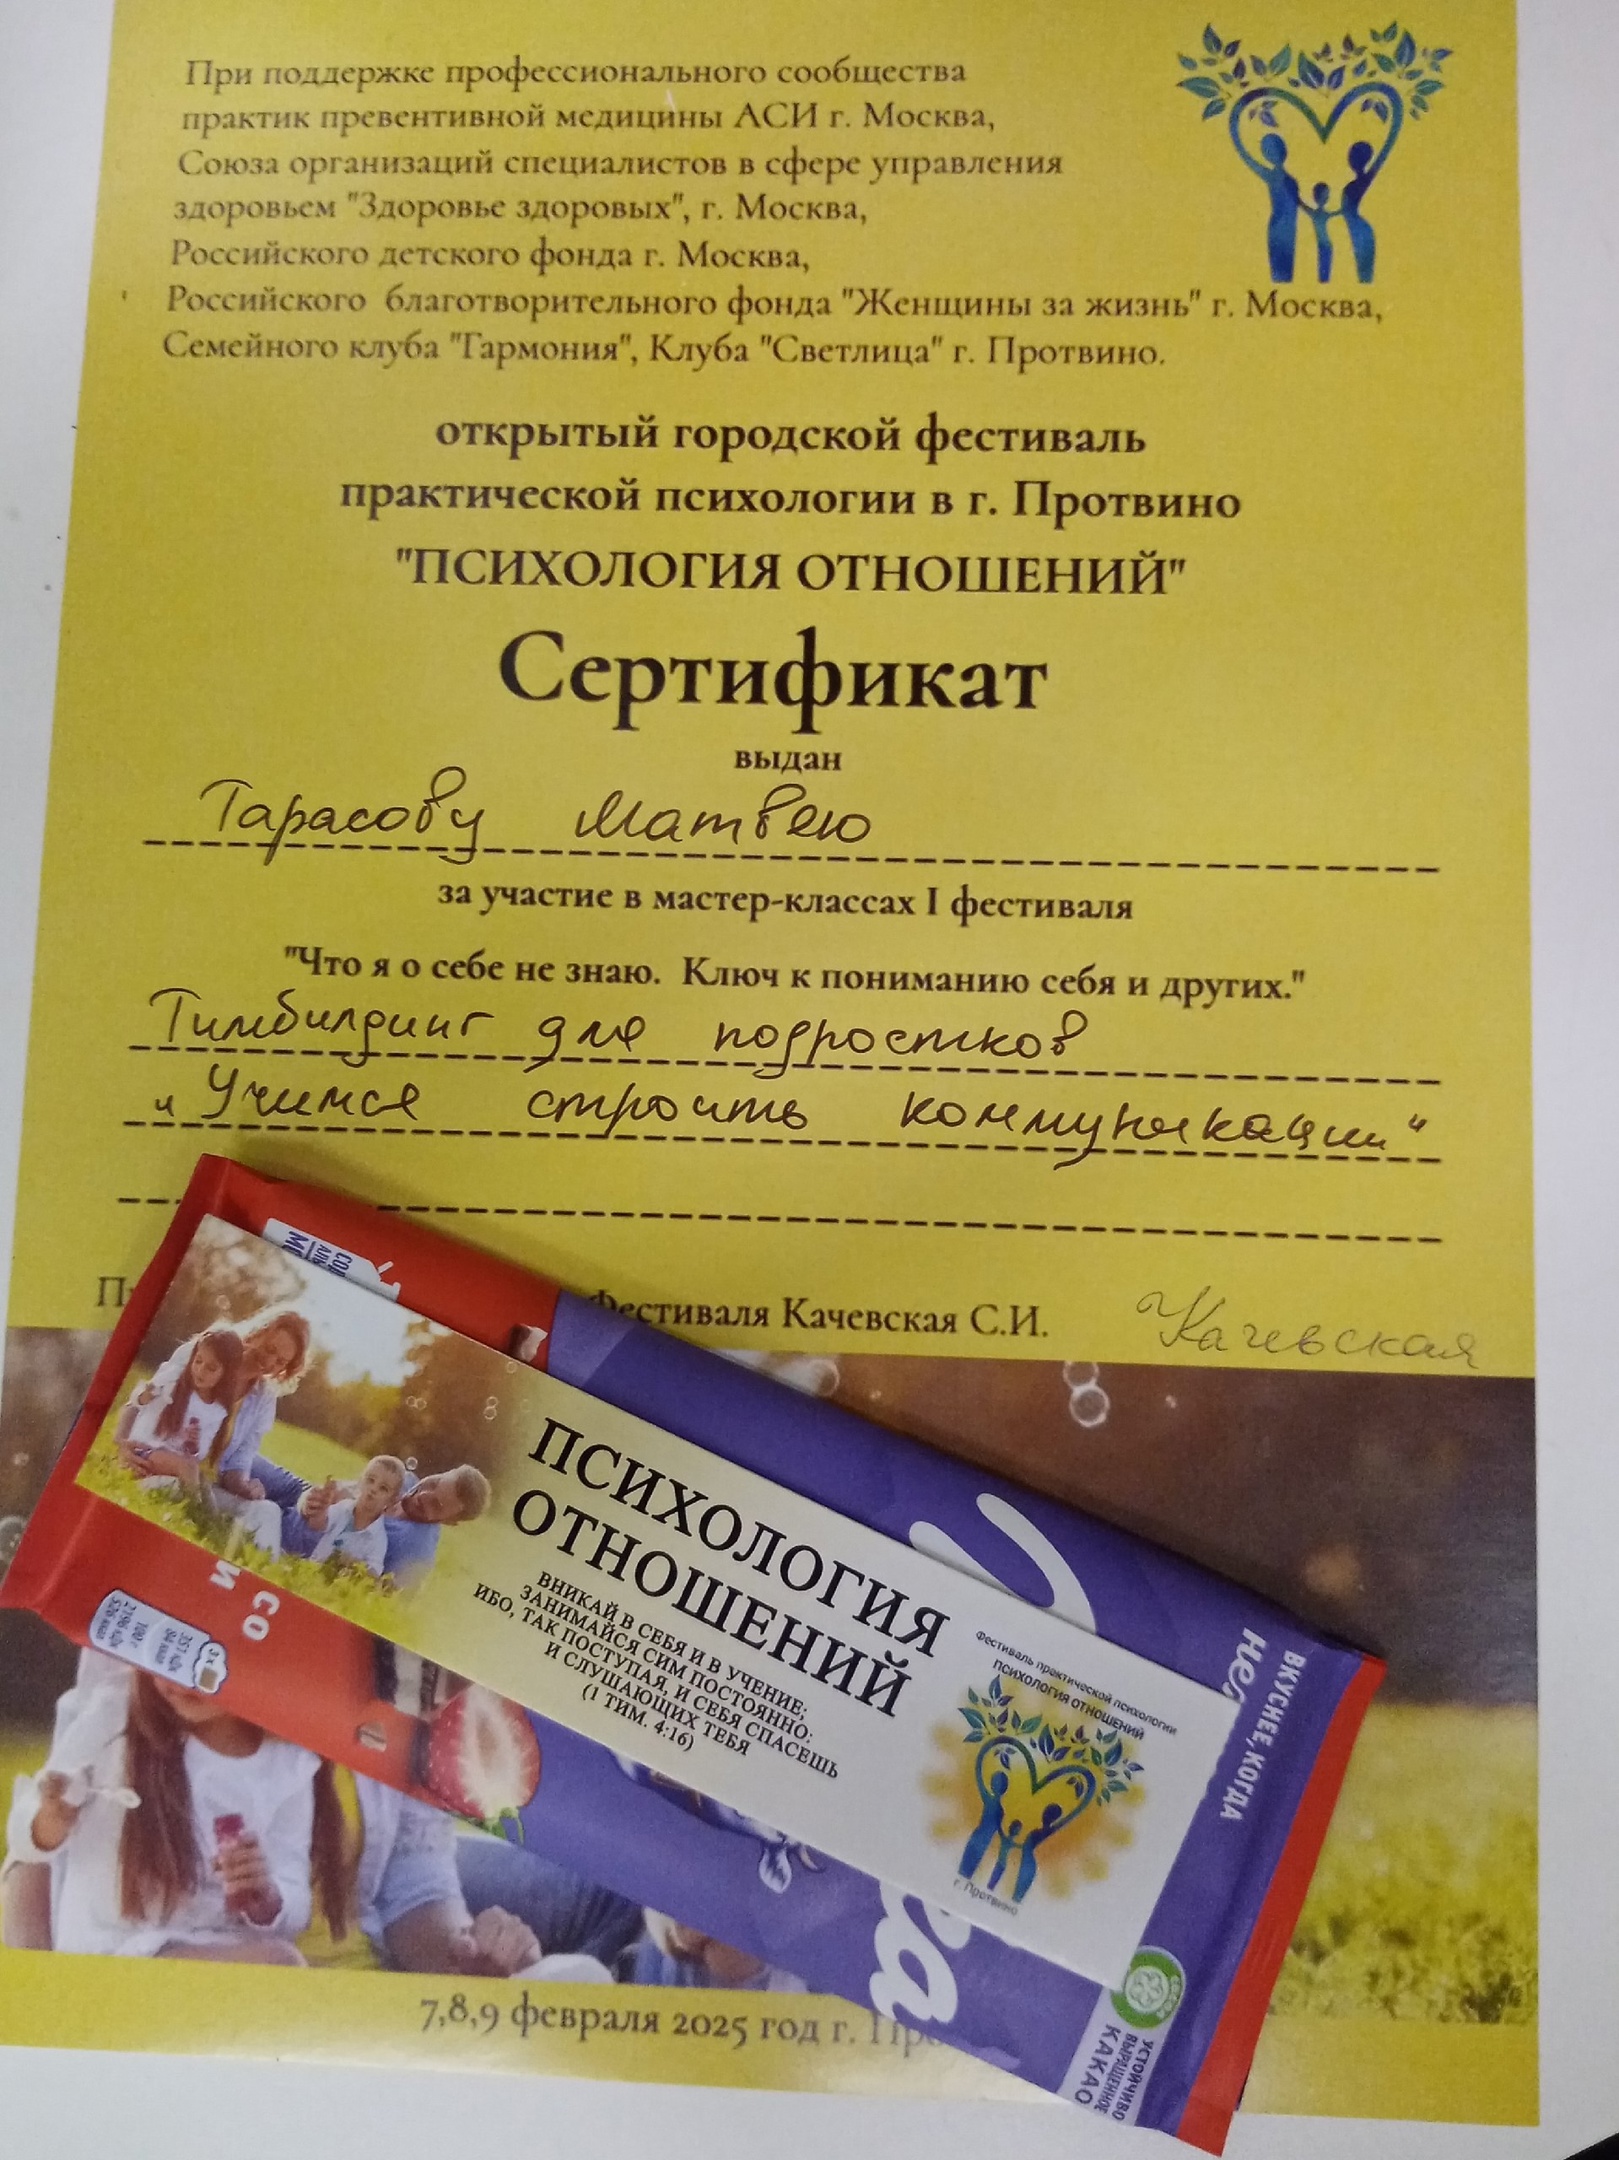 При поддержке профессионального сообщества
практик превентивной медицины АСИ г. Москва,
Союза организаций специалистов в сфере управления
здоровьем "Здоровье здоровых", г. Москва,
Российского детского фонда г. Москва,
Российского благотворительного фонда "Женщины за жизнь" г. Москва,
Семейного клуба "Гармония", Клуба "Светлица" г. Протвино.
открытый городской фестиваль
практической психологии в г. Протвино
"ПСИХОЛОГИЯ ОТНОШЕНИЙ"
Сертификат
выдан
Тарасову Матвею
за участие в мастер-классах I фестиваля
"Что я о себе не знаю. Ключ к пониманию себя и других."
Тимбилдинг для подростков
"Учимся строить коммуникации"
Фестиваля Качевская С.И. Качевская
ПСИХОЛОГИЯ
ОТНОШЕНИЙ
ВНИКАЙ В СЕБЯ И В УЧЕНИЕ;
ЗАНИМАЙСЯ СИМ ПОСТОЯННО:
ИБО, ТАК ПОСТУПАЯ, И СЕБЯ СПАСЕШЬ
И СЛУШАЮЩИХ ТЕБЯ
(1 ТИМ. 4:16)
Фестиваль практической психологии
ПСИХОЛОГИЯ ОТНОШЕНИЙ
г. Протвино
ВКУСНЕЕ, КОГДА
УСТОЙЧИВО
ВЫРАЩЕННОЕ
КАКАО
7,8,9 февраля 2025 год г.